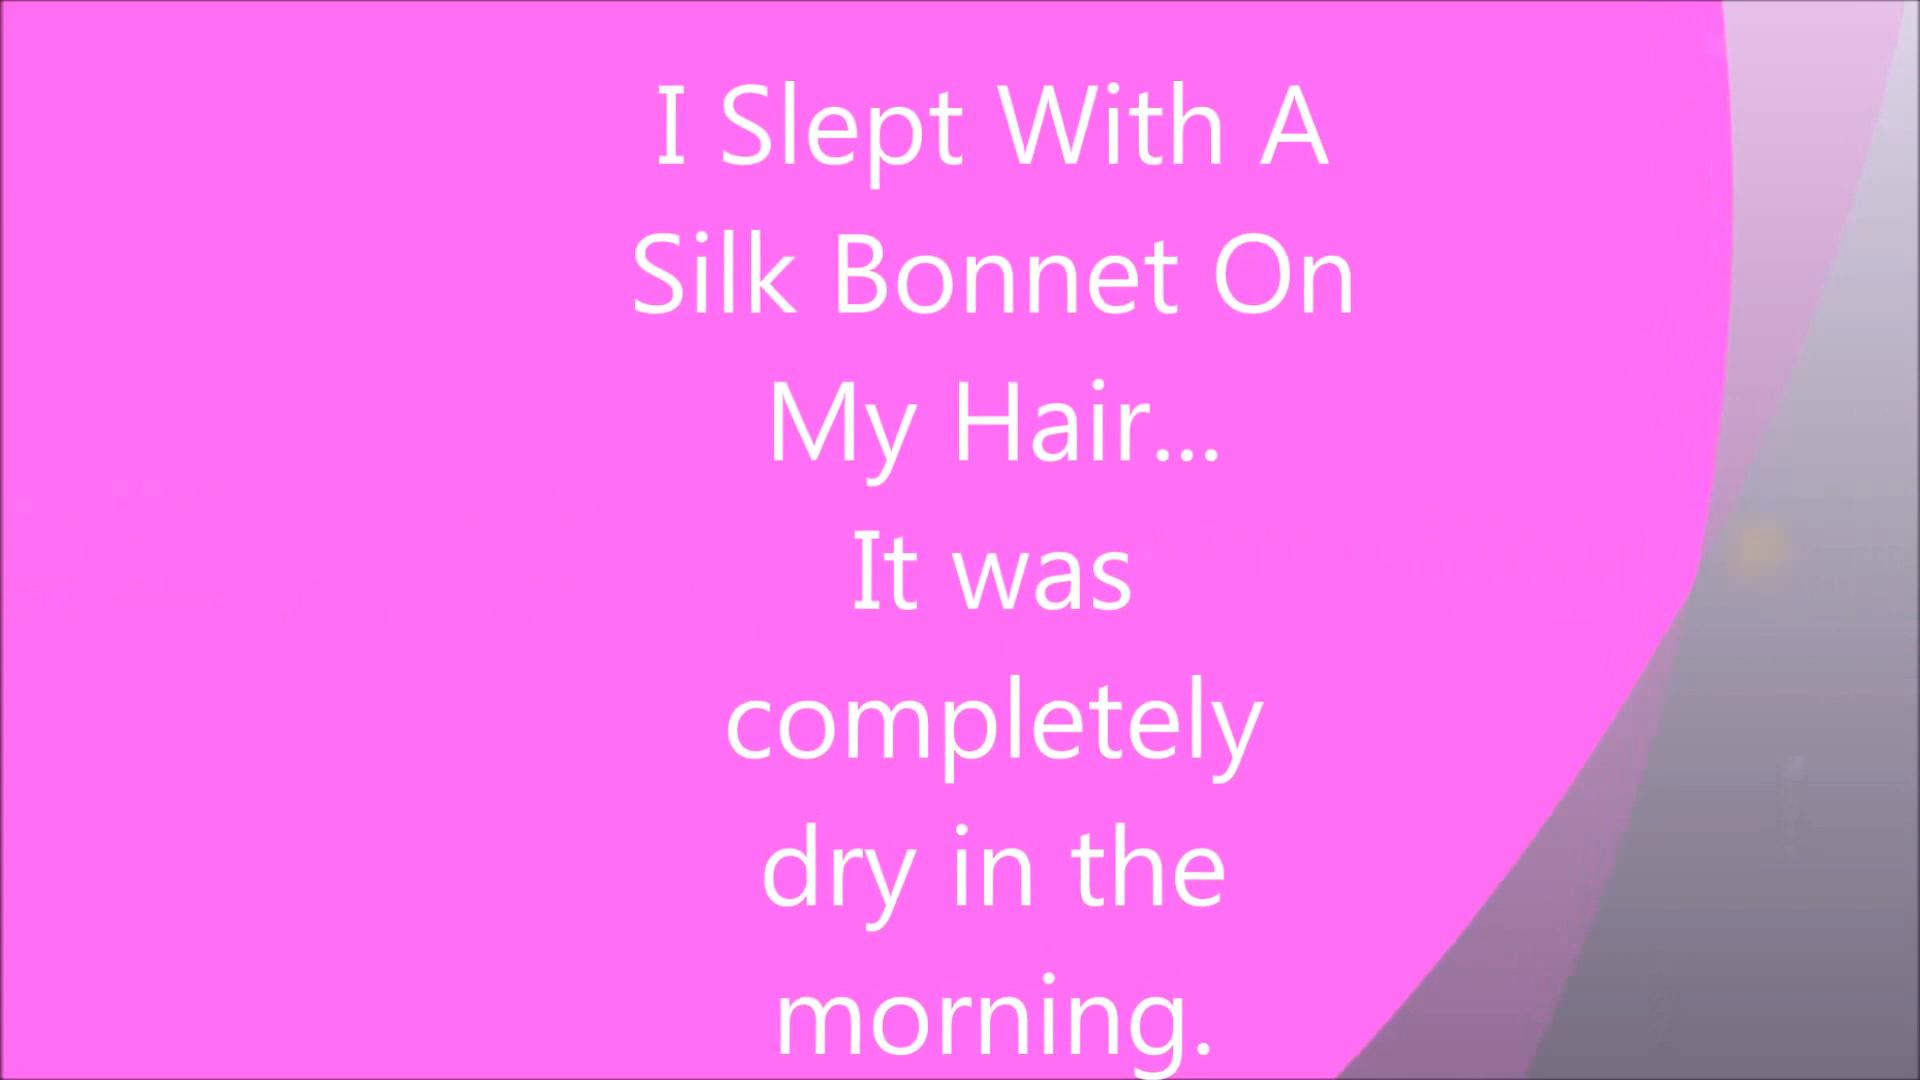 I Slept With A
Silk Bonnet On
My Hair...
It was
completely
dry in the
morning.